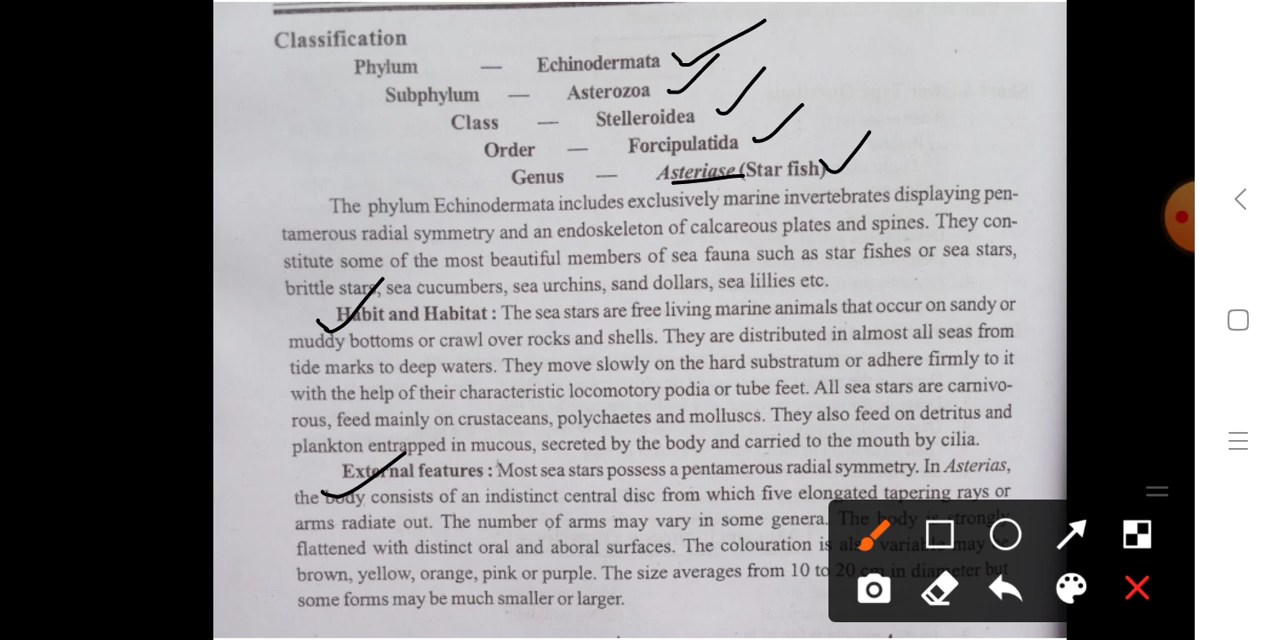 Classification
Phylum — Echinodermata
Subphylum — Asterozoa
Class — Stelleroidea
Order — Forcipulatida
Genus — Asteriase (Star fish)
The phylum Echinodermata includes exclusively marine invertebrates displaying pen-
tamerous radial symmetry and an endoskeleton of calcareous plates and spines. They con-
stitute some of the most beautiful members of sea fauna such as star fishes or sea stars,
brittle stars, sea cucumbers, sea urchins, sand dollars, sea lillies etc.
Habit and Habitat : The sea stars are free living marine animals that occur on sandy or
muddy bottoms or crawl over rocks and shells. They are distributed in almost all seas from
tide marks to deep waters. They move slowly on the hard substratum or adhere firmly to it
with the help of their characteristic locomotory podia or tube feet. All sea stars are carnivo-
rous, feed mainly on crustaceans, polychaetes and molluscs. They also feed on detritus and
plankton entrapped in mucous, secreted by the body and carried to the mouth by cilia.
External features : Most sea stars possess a pentamerous radial symmetry. In Asterias,
the body consists of an indistinct central disc from which five elongated tapering rays or
arms radiate out. The number of arms may vary in some genera. The body is strongly
flattened with distinct oral and aboral surfaces. The colouration is also variable may be
brown, yellow, orange, pink or purple. The size averages from 10 to 20 cm in diameter but
some forms may be much smaller or larger.